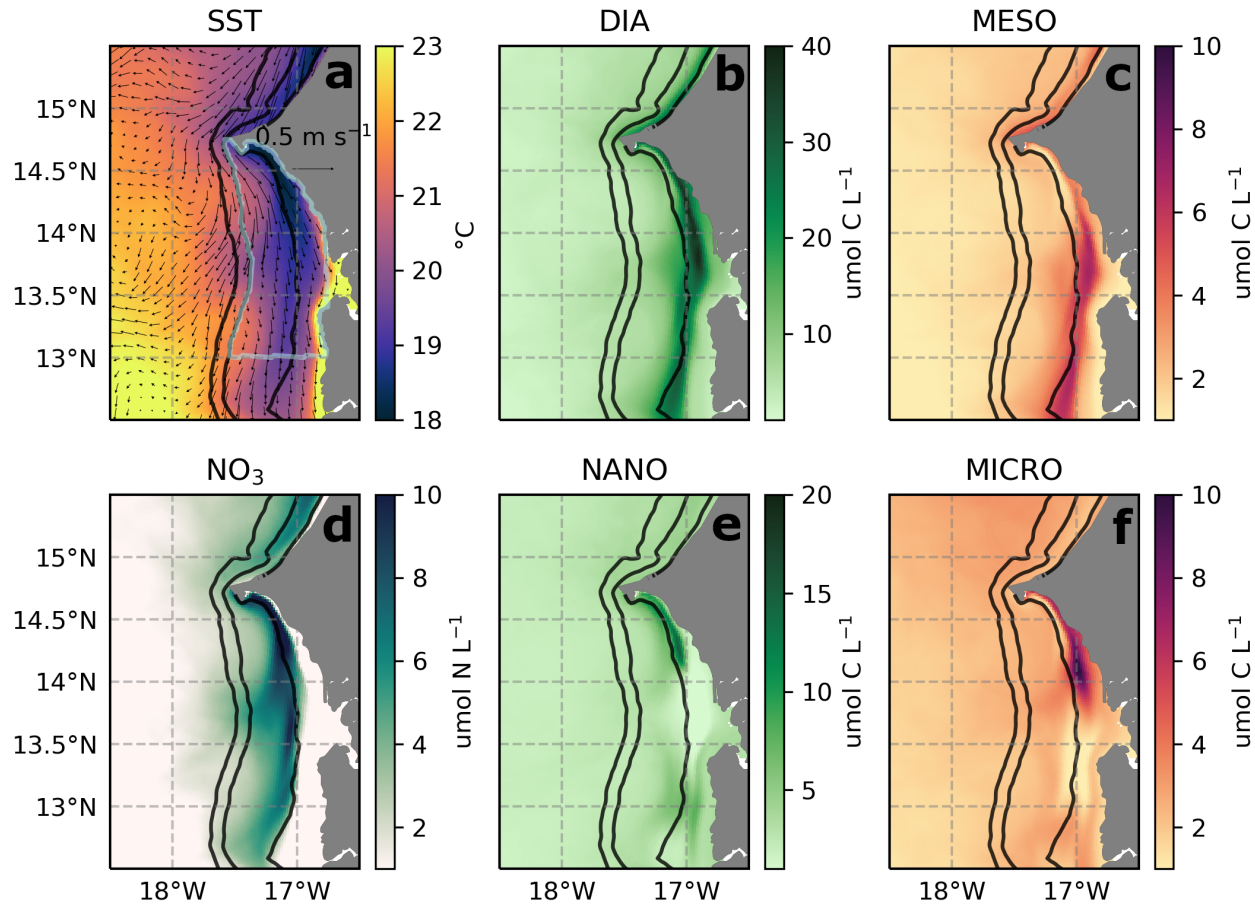 SST
DIA
MESO
a
b
c
0.5 m s⁻¹
15°N
14.5°N
14°N
13.5°N
13°N
23
22
21
20
19
18
°C
40
30
20
10
umol C L⁻¹
10
8
6
4
2
umol C L⁻¹
NO₃
NANO
MICRO
d
e
f
15°N
14.5°N
14°N
13.5°N
13°N
10
8
6
4
2
umol N L⁻¹
20
15
10
5
umol C L⁻¹
10
8
6
4
2
umol C L⁻¹
18°W
17°W
18°W
17°W
18°W
17°W